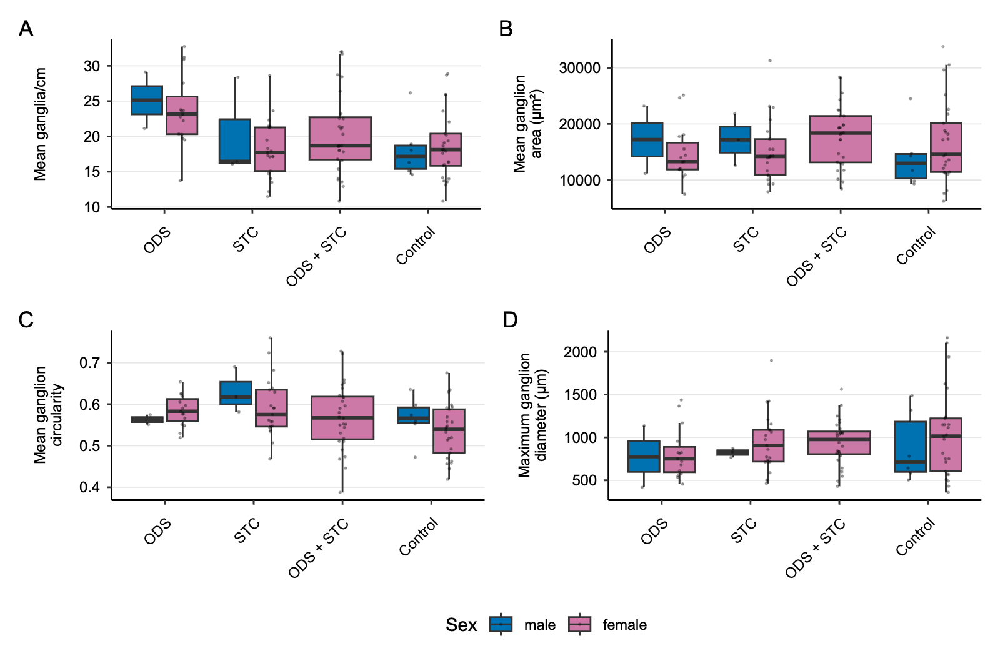 A
Mean ganglia/cm
30
25
20
15
10
ODS
STC
ODS + STC
Control
B
Mean ganglion
area (µm²)
30000
20000
10000
ODS
STC
ODS + STC
Control
C
Mean ganglion
circularity
0.7
0.6
0.5
0.4
ODS
STC
ODS + STC
Control
D
Maximum ganglion
diameter (µm)
2000
1500
1000
500
ODS
STC
ODS + STC
Control
Sex male female